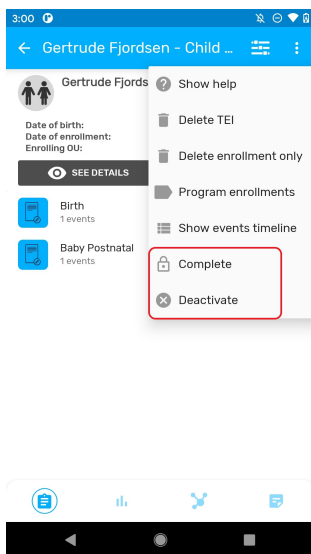 3:00
Gertrude Fjordsen - Child ...
Gertrude Fjords
Date of birth:
Date of enrollment:
Enrolling OU:
SEE DETAILS
Birth
1 events
Baby Postnatal
1 events
Show help
Delete TEI
Delete enrollment only
Program enrollments
Show events timeline
Complete
Deactivate